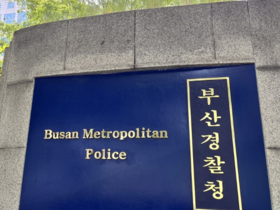 Busan Metropolitan
Police
부산경찰청